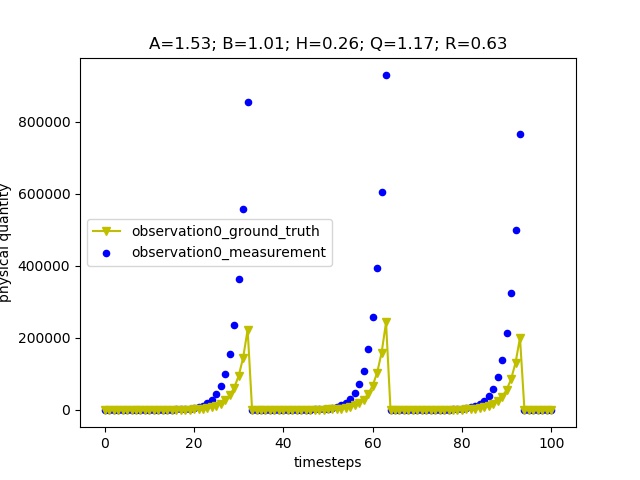 A=1.53; B=1.01; H=0.26; Q=1.17; R=0.63
physical quantity
800000
600000
400000
200000
0
observation0_ground_truth
observation0_measurement
0 20 40 60 80 100
timesteps